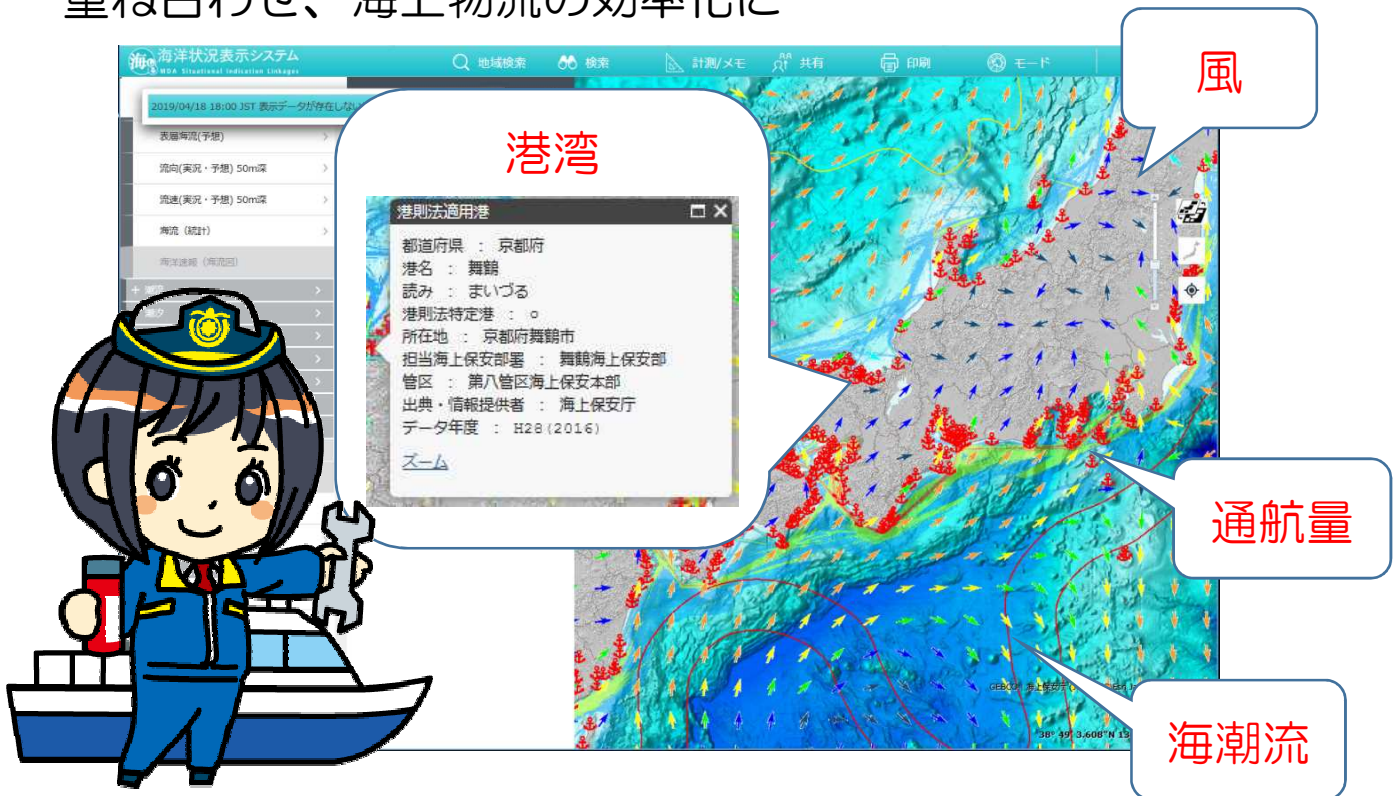 重ね合わせ、海上物流の効率化に
海洋状況表示システム
MDA Situational Indication Linkages
地域検索
検索
計測/メモ
共有
印刷
モード
2019/04/18 18:00 JST 表示データが存在しない
表層海流(予想)
流向(実況・予想) 50m深
流速(実況・予想) 50m深
海流（統計）
海洋速報（海流図）
港湾
港則法適用港
都道府県 ： 京都府
港名 ： 舞鶴
読み ： まいづる
港則法特定港 ： ○
所在地 ： 京都府舞鶴市
担当海上保安部署 ： 舞鶴海上保安部
管区 ： 第八管区海上保安本部
出典・情報提供者 ： 海上保安庁
データ年度 ： H28(2016)
ズーム
風
通航量
海潮流
38° 49' 3.608"N 13